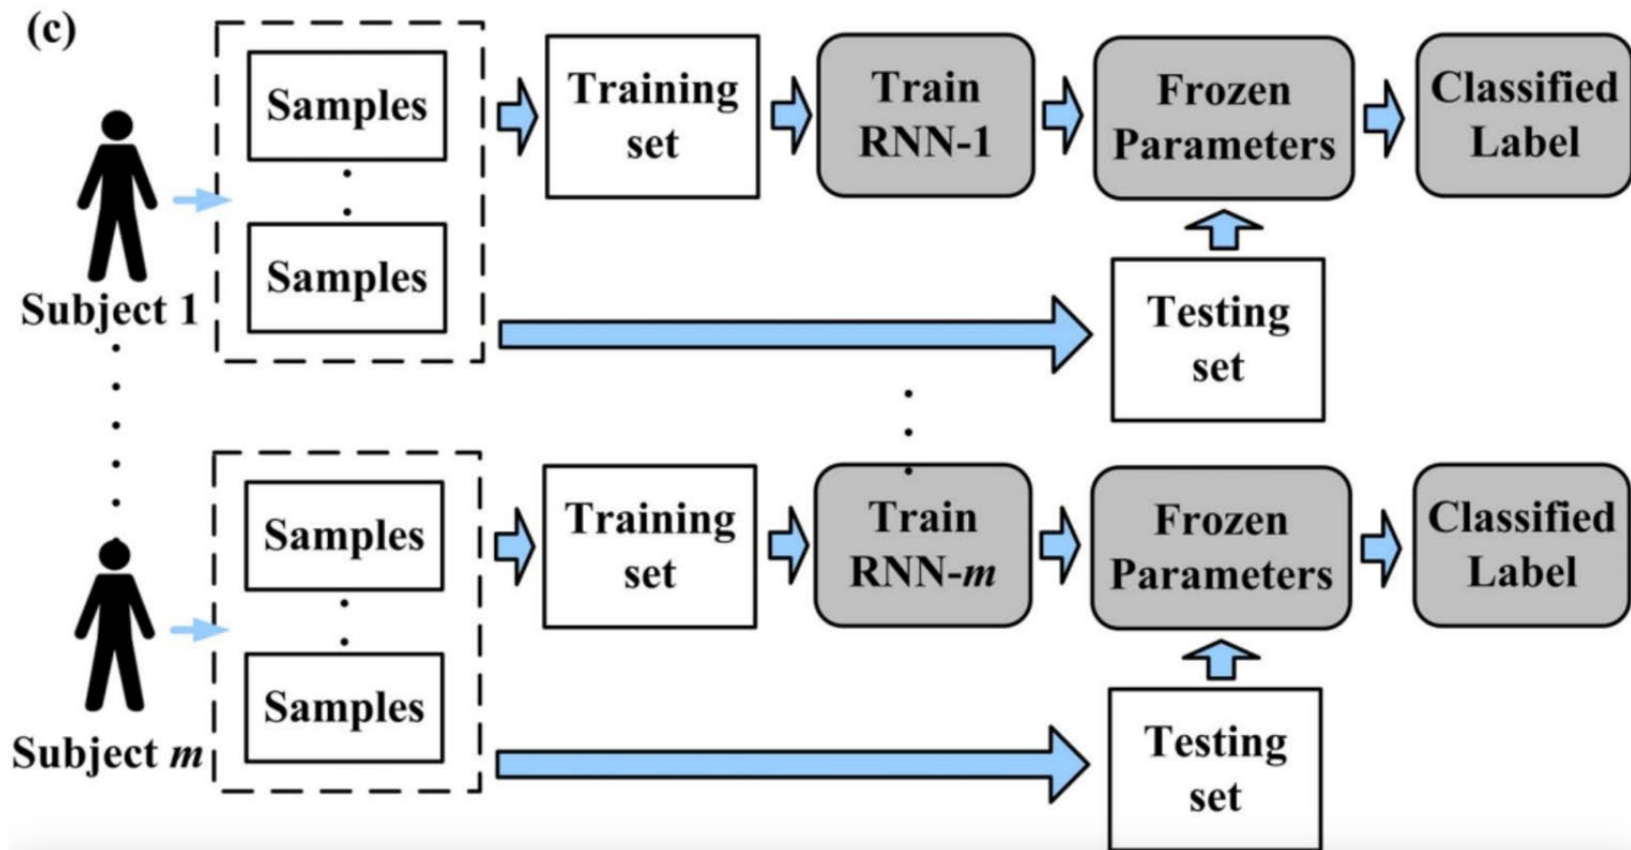 (c)
Samples
Training
set
Train
RNN-1
Frozen
Parameters
Classified
Label
Samples
Subject 1
Testing
set
Samples
Training
set
Train
RNN-m
Frozen
Parameters
Classified
Label
Samples
Subject m
Testing
set